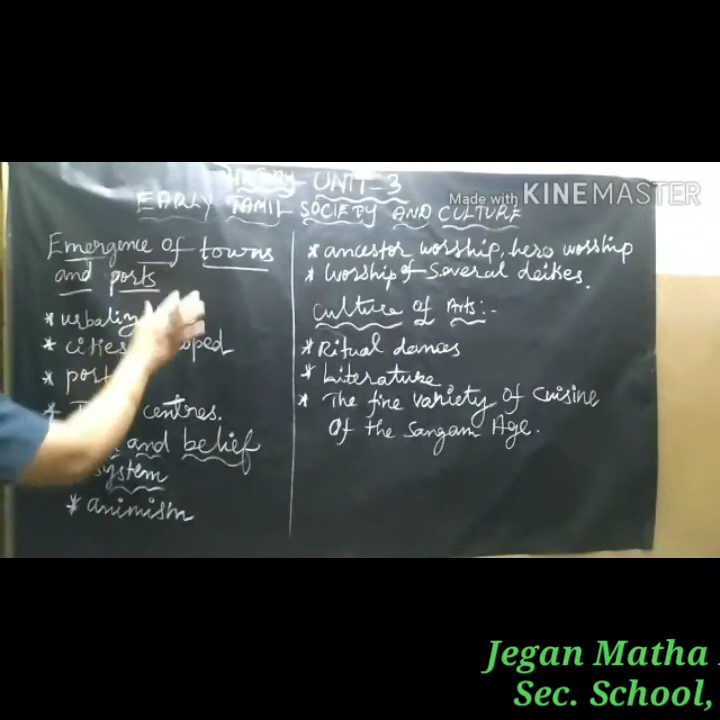 UNIT-3
EARLY TAMIL SOCIETY AND CULTURE
Made with KINEMASTER
Emergence of towns
and ports
* 
* cities
* port
* centres.
and belief
system
* animism
* ancestor worship, hero worship
* Worship of Several deities.
Culture of Arts:-
* Ritual dances
* Literature
* The fine variety of cuisine
of the Sangam Age.
Jegan Matha
Sec. School,